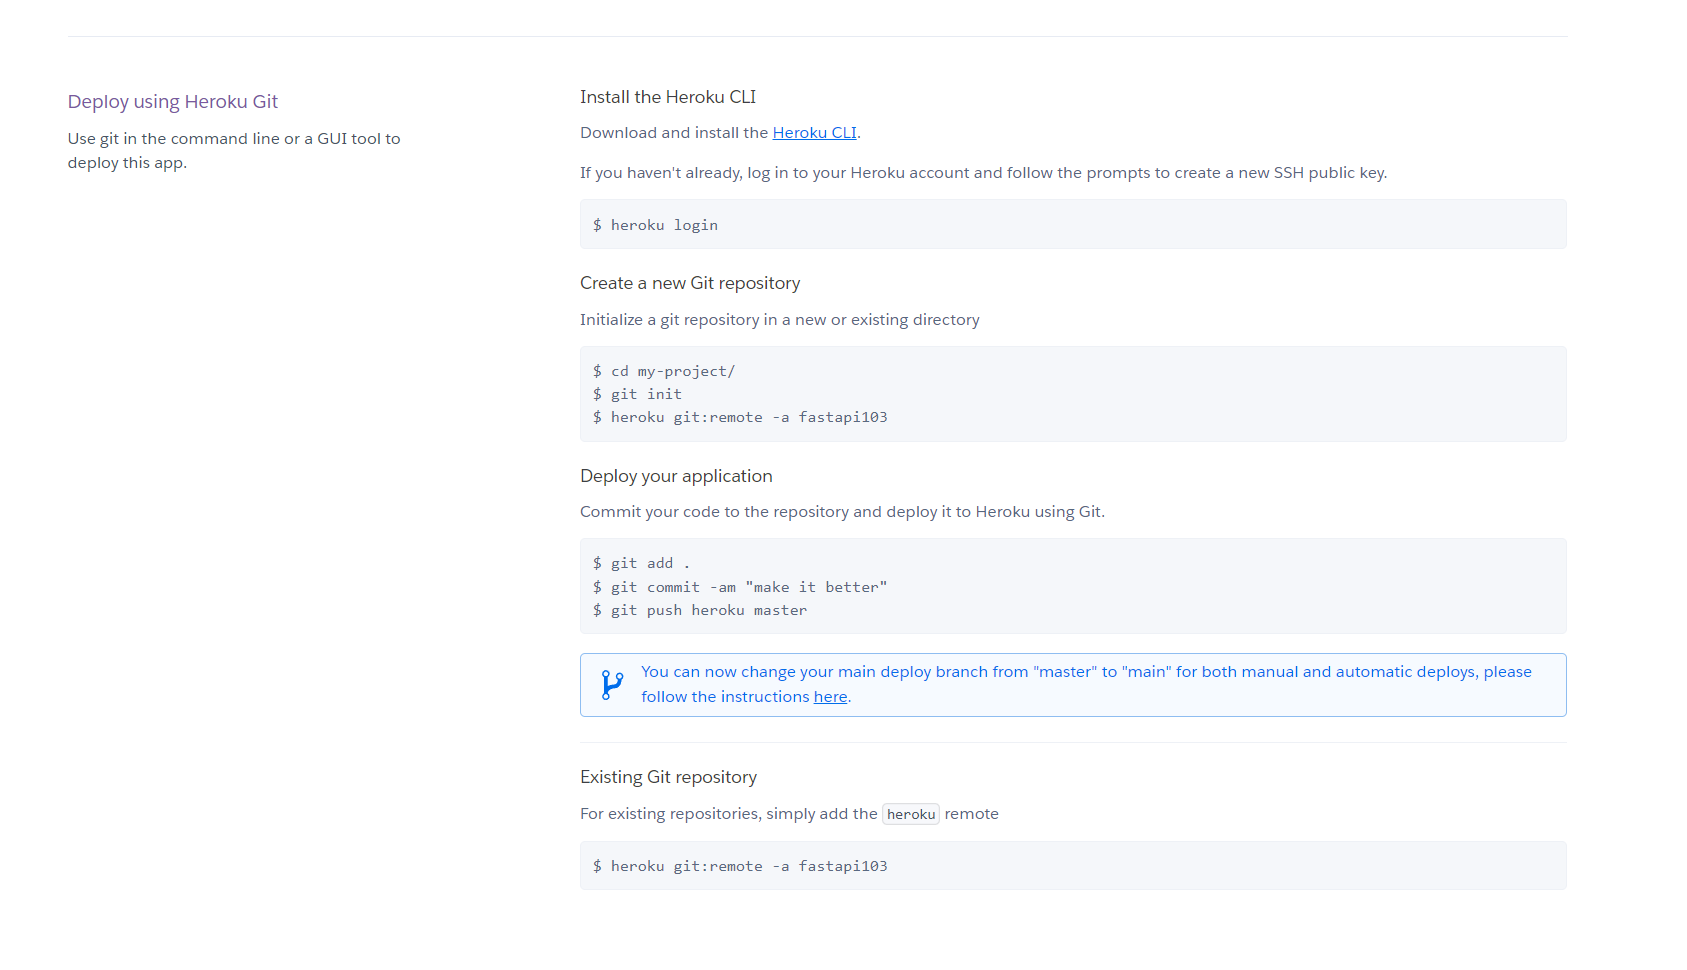 Deploy using Heroku Git
Use git in the command line or a GUI tool to
deploy this app.
Install the Heroku CLI
Download and install the Heroku CLI.
If you haven't already, log in to your Heroku account and follow the prompts to create a new SSH public key.
$ heroku login
Create a new Git repository
Initialize a git repository in a new or existing directory
$ cd my-project/
$ git init
$ heroku git:remote -a fastapi103
Deploy your application
Commit your code to the repository and deploy it to Heroku using Git.
$ git add .
$ git commit -am "make it better"
$ git push heroku master
You can now change your main deploy branch from "master" to "main" for both manual and automatic deploys, please
follow the instructions here.
Existing Git repository
For existing repositories, simply add the heroku remote
$ heroku git:remote -a fastapi103